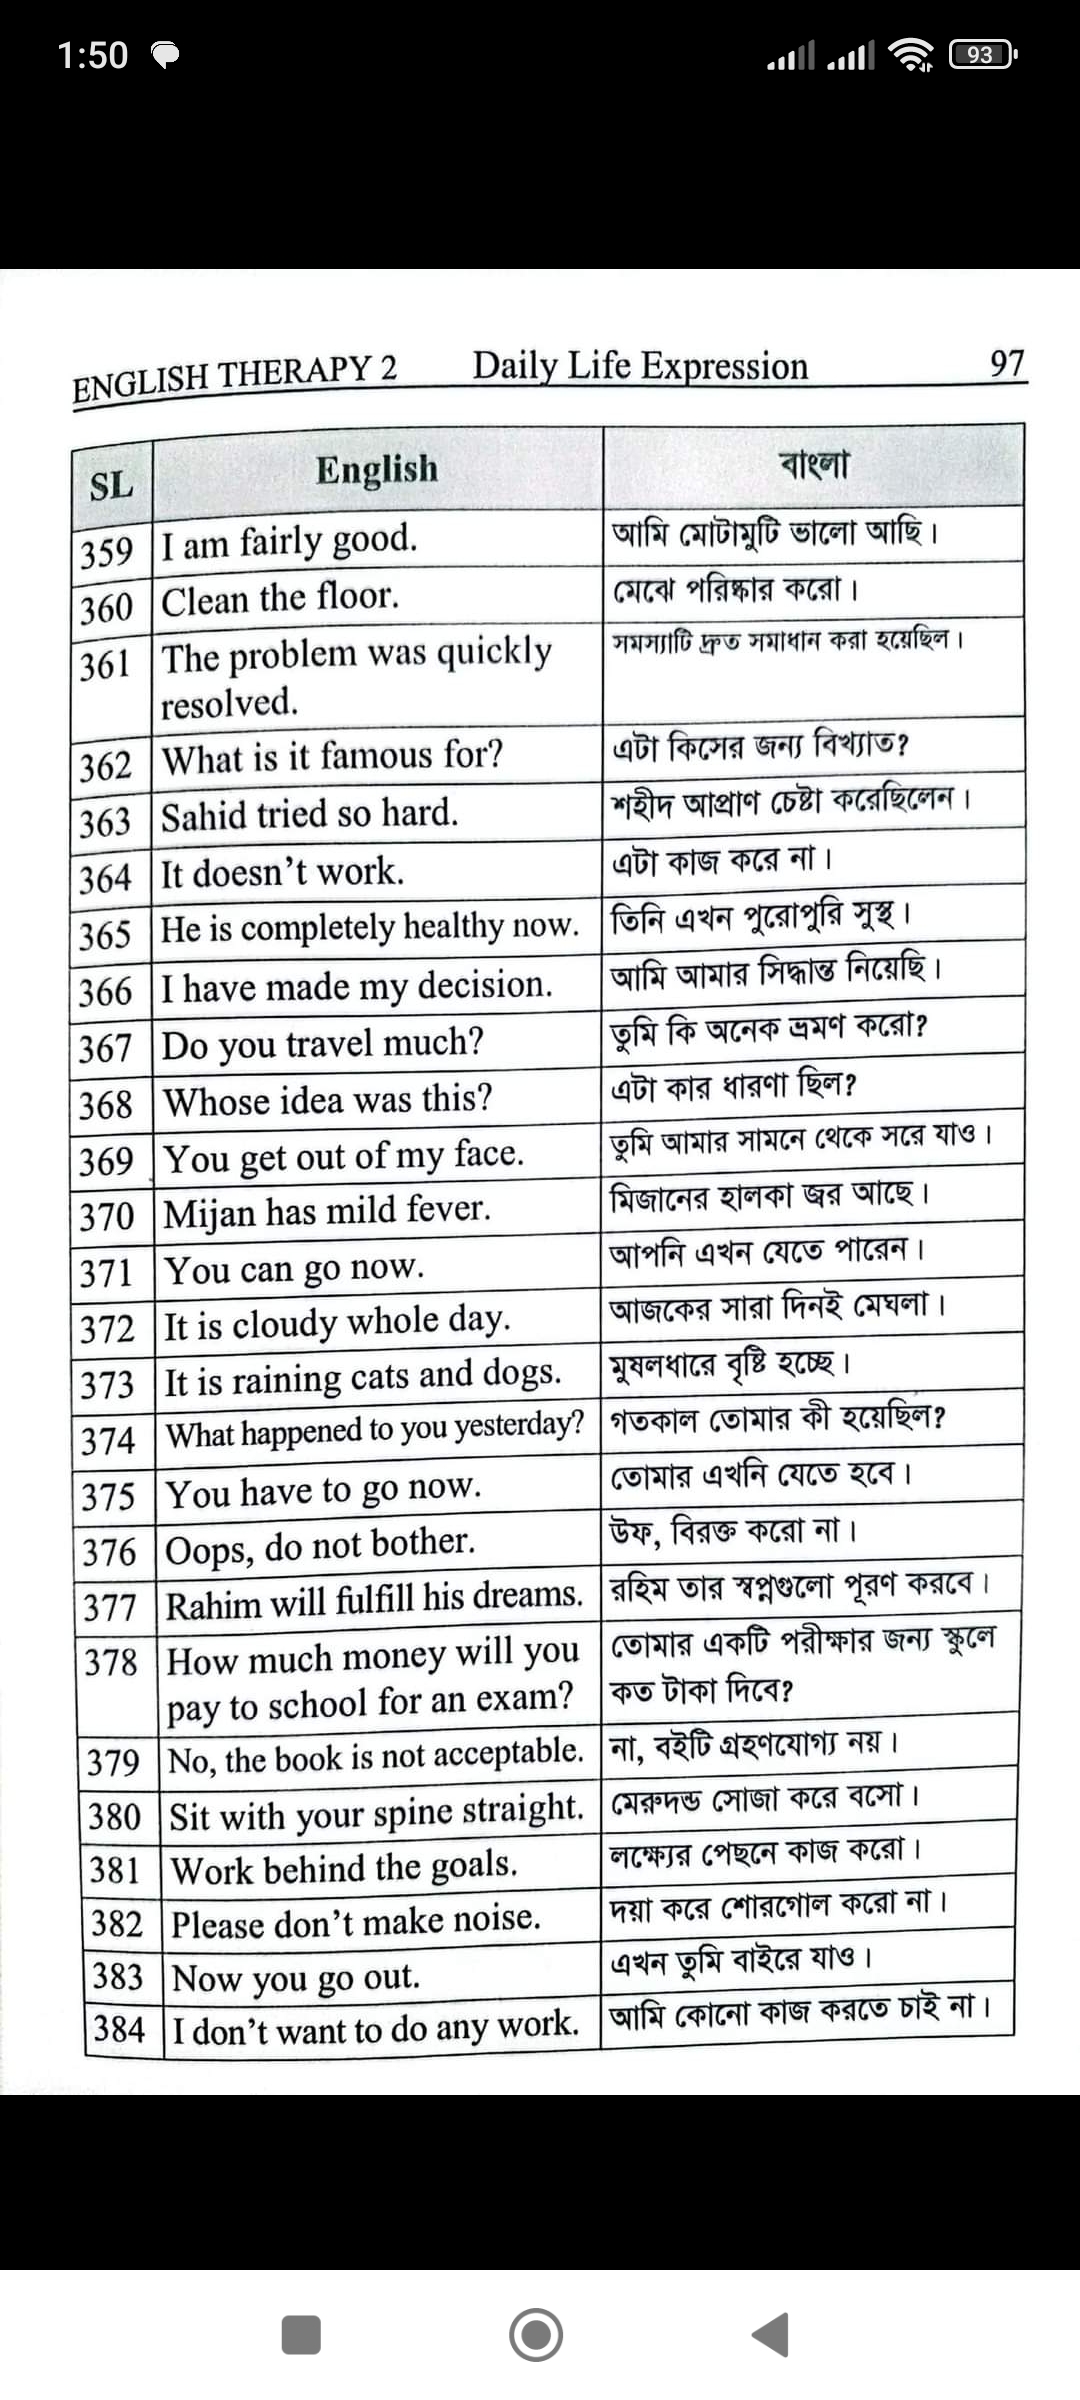 1:50
93
ENGLISH THERAPY 2 Daily Life Expression 97
SL English বাংলা
359 I am fairly good. আমি মোটামুটি ভালো আছি।
360 Clean the floor. মেঝে পরিষ্কার করো।
361 The problem was quickly সমস্যাটি দ্রুত সমাধান করা হয়েছিল।
resolved.
362 What is it famous for? এটা কিসের জন্য বিখ্যাত?
363 Sahid tried so hard. শহীদ আপ্রাণ চেষ্টা করেছিলেন।
364 It doesn't work. এটা কাজ করে না।
365 He is completely healthy now. তিনি এখন পুরোপুরি সুস্থ।
366 I have made my decision. আমি আমার সিদ্ধান্ত নিয়েছি।
367 Do you travel much? তুমি কি অনেক ভ্রমণ করো?
368 Whose idea was this? এটা কার ধারণা ছিল?
369 You get out of my face. তুমি আমার সামনে থেকে সরে যাও।
370 Mijan has mild fever. মিজানের হালকা জ্বর আছে।
371 You can go now. আপনি এখন যেতে পারেন।
372 It is cloudy whole day. আজকের সারা দিনই মেঘলা।
373 It is raining cats and dogs. মুষলধারে বৃষ্টি হচ্ছে।
374 What happened to you yesterday? গতকাল তোমার কী হয়েছিল?
375 You have to go now. তোমার এখনি যেতে হবে।
376 Oops, do not bother. উফ, বিরক্ত করো না।
377 Rahim will fulfill his dreams. রহিম তার স্বপ্নগুলো পূরণ করবে।
378 How much money will you তোমার একটি পরীক্ষার জন্য স্কুলে
pay to school for an exam? কত টাকা দিবে?
379 No, the book is not acceptable. না, বইটি গ্রহণযোগ্য নয়।
380 Sit with your spine straight. মেরুদন্ড সোজা করে বসো।
381 Work behind the goals. লক্ষ্যের পেছনে কাজ করো।
382 Please don't make noise. দয়া করে শোরগোল করো না।
383 Now you go out. এখন তুমি বাইরে যাও।
384 I don't want to do any work. আমি কোনো কাজ করতে চাই না।